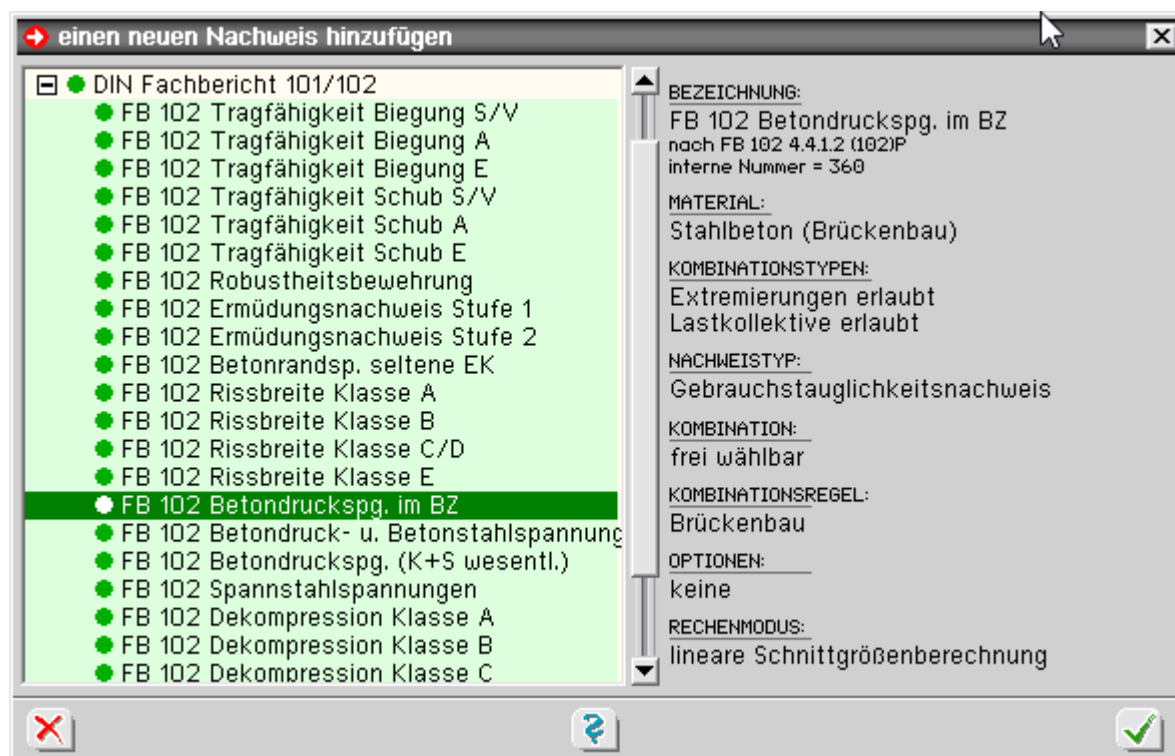 einen neuen Nachweis hinzufügen
DIN Fachbericht 101/102
FB 102 Tragfähigkeit Biegung S/V
FB 102 Tragfähigkeit Biegung A
FB 102 Tragfähigkeit Biegung E
FB 102 Tragfähigkeit Schub S/V
FB 102 Tragfähigkeit Schub A
FB 102 Tragfähigkeit Schub E
FB 102 Robustheitsbewehrung
FB 102 Ermüdungsnachweis Stufe 1
FB 102 Ermüdungsnachweis Stufe 2
FB 102 Betonrandsp. seltene EK
FB 102 Rissbreite Klasse A
FB 102 Rissbreite Klasse B
FB 102 Rissbreite Klasse C/D
FB 102 Rissbreite Klasse E
FB 102 Betondruckspg. im BZ
FB 102 Betondruck- u. Betonstahlspannung
FB 102 Betondruckspg. (K+S wesentl.)
FB 102 Spannstahlspannungen
FB 102 Dekompression Klasse A
FB 102 Dekompression Klasse B
FB 102 Dekompression Klasse C
BEZEICHNUNG:
FB 102 Betondruckspg. im BZ
nach FB 102 4.4.1.2 (102)P
interne Nummer = 360
MATERIAL:
Stahlbeton (Brückenbau)
KOMBINATIONSTYPEN:
Extremierungen erlaubt
Lastkollektive erlaubt
NACHWEISTYP:
Gebrauchstauglichkeitsnachweis
KOMBINATION:
frei wählbar
KOMBINATIONSREGEL:
Brückenbau
OPTIONEN:
keine
RECHENMODUS:
lineare Schnittgrößenberechnung